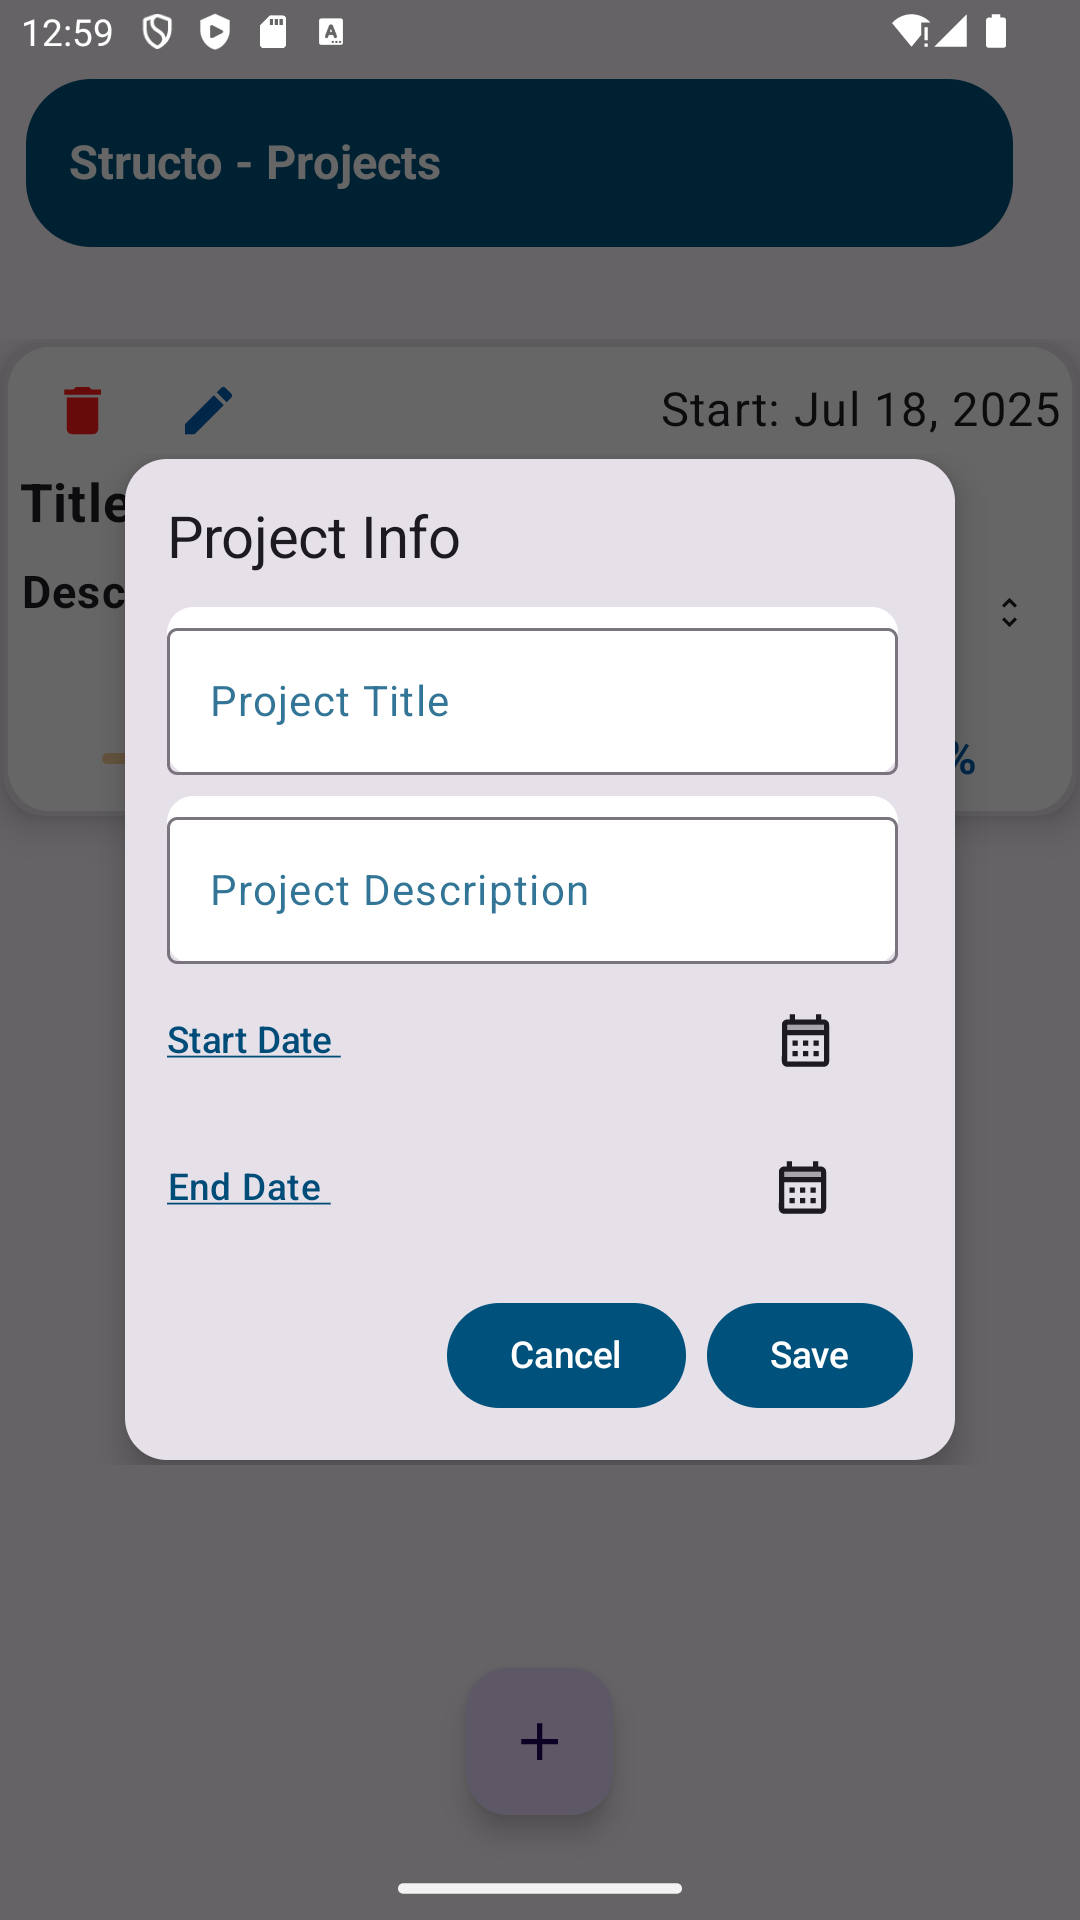 12:59
Structo - Projects
Start: Jul 18, 2025
Title
Desc
%
Project Info
Project Title
Project Description
Start Date
End Date
Cancel
Save